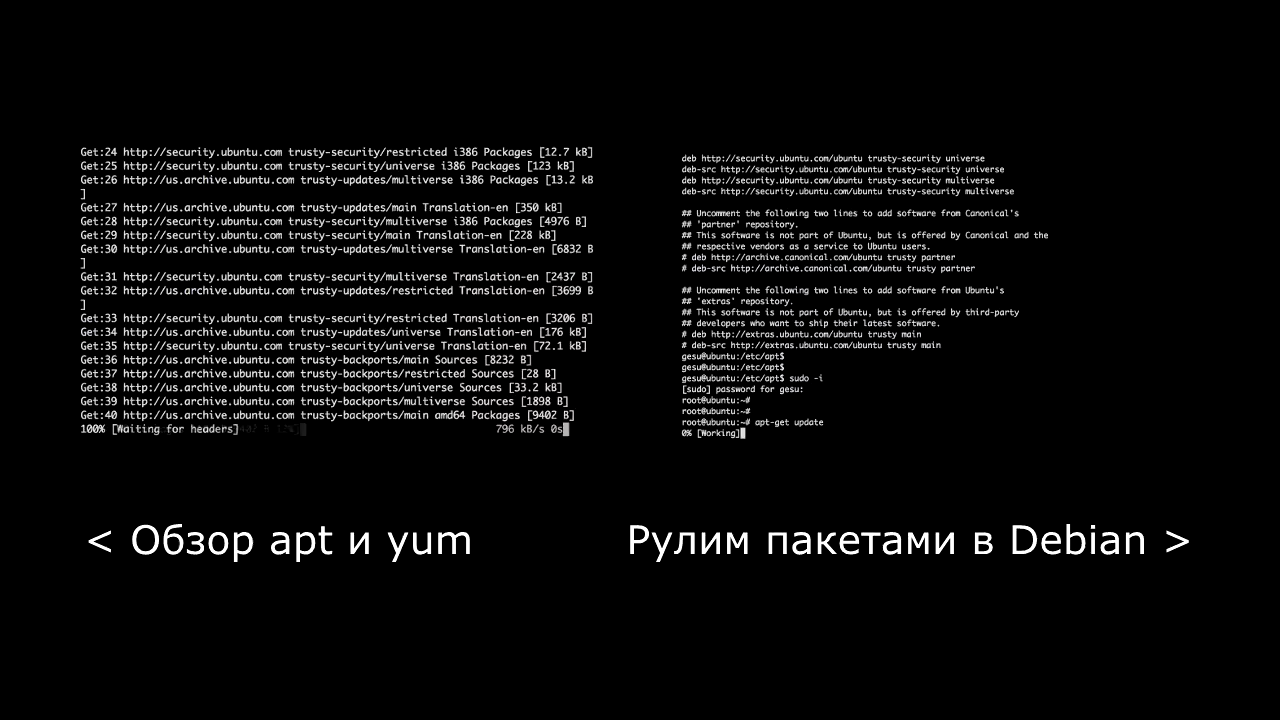 Get:24 http://security.ubuntu.com trusty-security/restricted i386 Packages [12.7 kB]
Get:25 http://security.ubuntu.com trusty-security/universe i386 Packages [123 kB]
Get:26 http://us.archive.ubuntu.com trusty-updates/multiverse i386 Packages [13.2 kB
]
Get:27 http://us.archive.ubuntu.com trusty-updates/main Translation-en [350 kB]
Get:28 http://security.ubuntu.com trusty-security/multiverse i386 Packages [4976 B]
Get:29 http://security.ubuntu.com trusty-security/main Translation-en [228 kB]
Get:30 http://us.archive.ubuntu.com trusty-updates/multiverse Translation-en [6832 B
]
Get:31 http://security.ubuntu.com trusty-security/multiverse Translation-en [2437 B]
Get:32 http://us.archive.ubuntu.com trusty-updates/restricted Translation-en [3699 B
]
Get:33 http://security.ubuntu.com trusty-security/restricted Translation-en [3206 B]
Get:34 http://us.archive.ubuntu.com trusty-updates/universe Translation-en [176 kB]
Get:35 http://security.ubuntu.com trusty-security/universe Translation-en [72.1 kB]
Get:36 http://us.archive.ubuntu.com trusty-backports/main Sources [8232 B]
Get:37 http://us.archive.ubuntu.com trusty-backports/restricted Sources [28 B]
Get:38 http://us.archive.ubuntu.com trusty-backports/universe Sources [33.2 kB]
Get:39 http://us.archive.ubuntu.com trusty-backports/multiverse Sources [1898 B]
Get:40 http://us.archive.ubuntu.com trusty-backports/main amd64 Packages [9402 B]
100% [Waiting for headers] 796 kB/s 0s
deb http://security.ubuntu.com/ubuntu trusty-security universe
deb-src http://security.ubuntu.com/ubuntu trusty-security universe
deb http://security.ubuntu.com/ubuntu trusty-security multiverse
deb-src http://security.ubuntu.com/ubuntu trusty-security multiverse
## Uncomment the following two lines to add software from Canonical's
## 'partner' repository.
## This software is not part of Ubuntu, but is offered by Canonical and the
## respective vendors as a service to Ubuntu users.
# deb http://archive.canonical.com/ubuntu trusty partner
# deb-src http://archive.canonical.com/ubuntu trusty partner
## Uncomment the following two lines to add software from Ubuntu's
## 'extras' repository.
## This software is not part of Ubuntu, but is offered by third-party
## developers who want to ship their latest software.
# deb http://extras.ubuntu.com/ubuntu trusty main
# deb-src http://extras.ubuntu.com/ubuntu trusty main
gesu@ubuntu:/etc/apt$
gesu@ubuntu:/etc/apt$
gesu@ubuntu:/etc/apt$ sudo -i
[sudo] password for gesu:
root@ubuntu:~#
root@ubuntu:~#
root@ubuntu:~# apt-get update
0% [Working]
< Обзор apt и yum
Рулим пакетами в Debian >